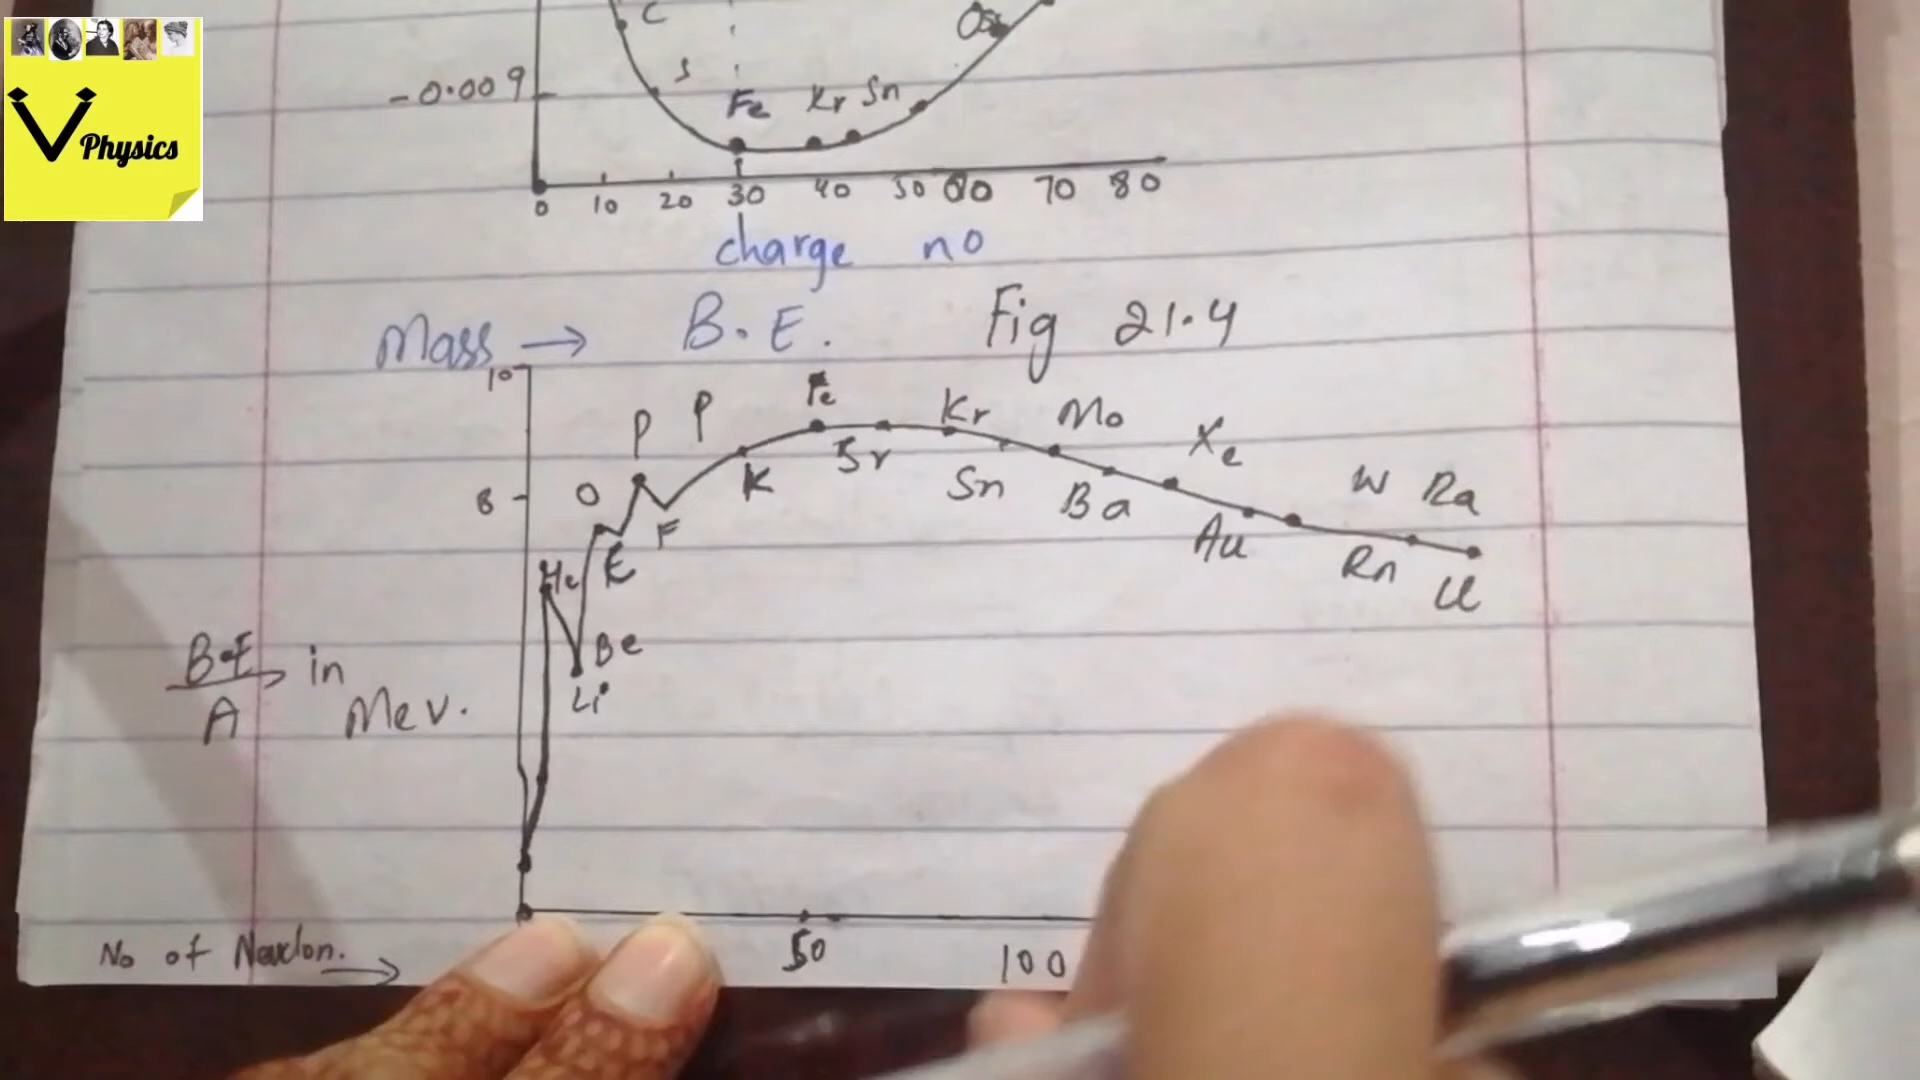 V Physics
C
Os
S
-0.009
Fe Kr Sn
0 10 20 30 40 50 60 70 80
charge no
Mass → B.E. Fig 21.4
10
P P Fe Kr Mo Xe
8 O F K Sr Sn Ba Au W Ra
He E Rn U
Be
Li
B.E/A in Mev.
No of Nucleon. →
50 100